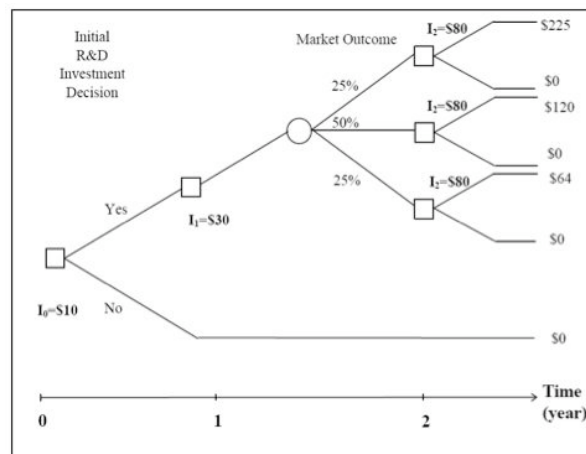 Initial
R&D
Investment
Decision
Market Outcome
I₂=$80
$225
25%
$0
I₂=$80
$120
50%
$0
25%
I₂=$80
$64
Yes
I₁=$30
$0
I₀=$10
No
$0
Time
(year)
0
1
2